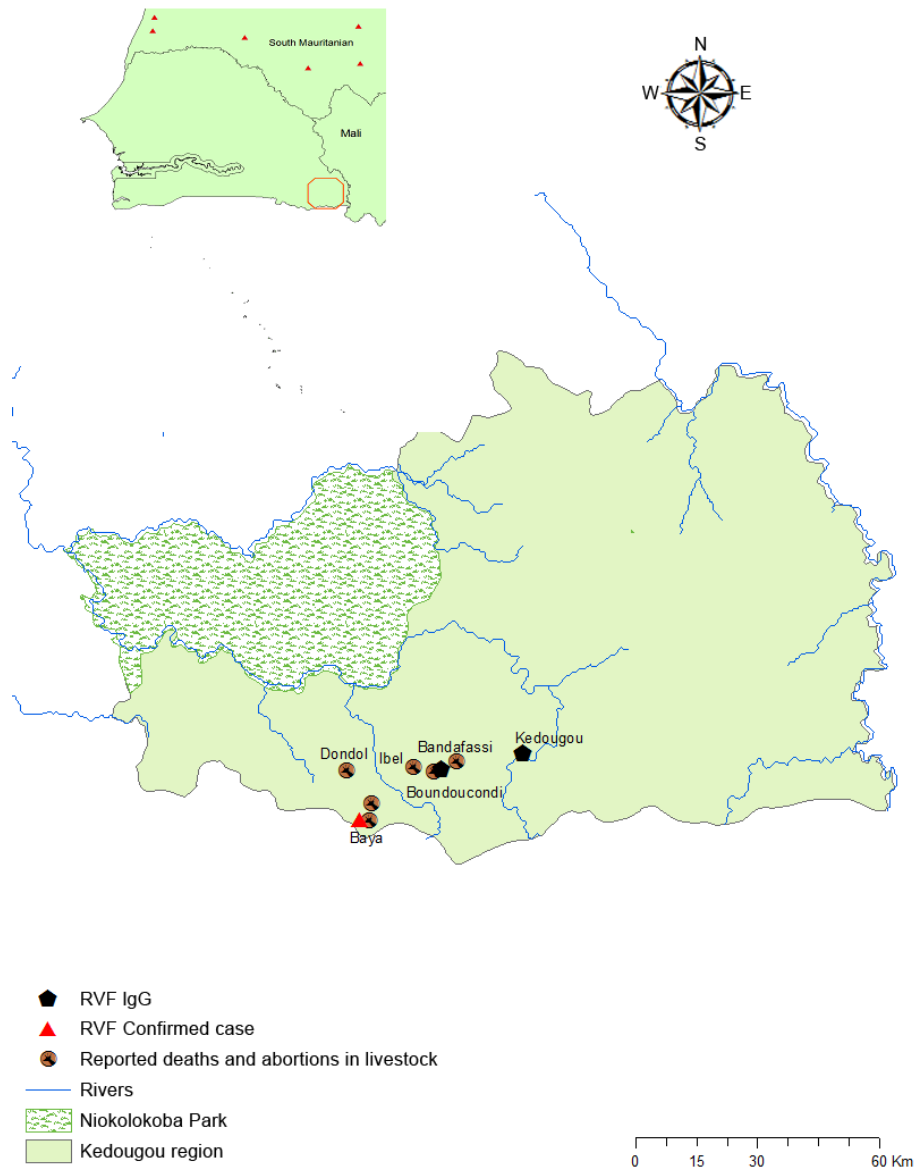 South Mauritanian
Mali
N
W
E
S
Kedougou
Bandafassi
Dondol
Ibel
Boundoucondi
Baya
RVF IgG
RVF Confirmed case
Reported deaths and abortions in livestock
Rivers
Niokolokoba Park
Kedougou region
0 15 30 60 Km